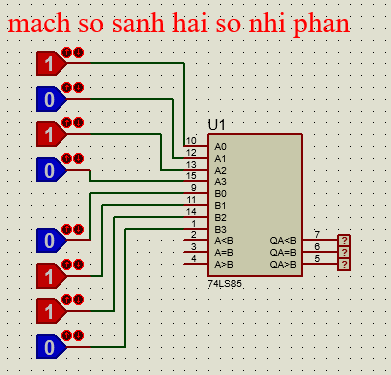 mach so sanh hai so nhi phan
1
0
1
0
0
1
1
0
U1
10 A0
12 A1
13 A2
15 A3
9 B0
11 B1
14 B2
1 B3
2 A<B QA<B 7 ?
3 A=B QA=B 6 ?
4 A>B QA>B 5 ?
74LS85